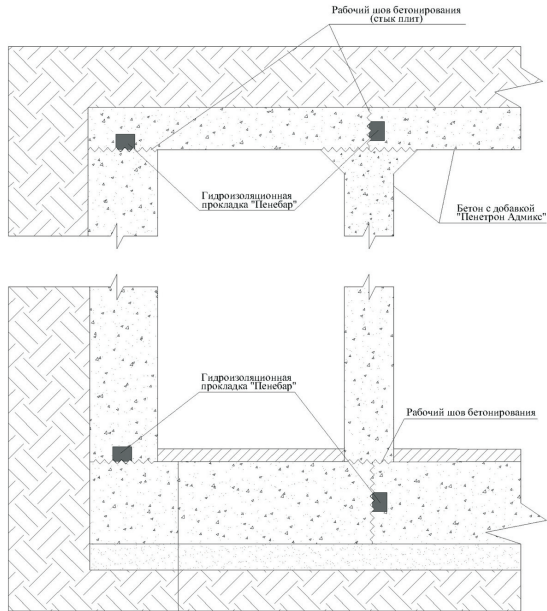 Рабочий шов бетонирования
(стык плит)
Гидроизоляционная
прокладка "Пенебар"
Бетон с добавкой
"Пенетрон Адмикс"
Гидроизоляционная
прокладка "Пенебар"
Рабочий шов бетонирования